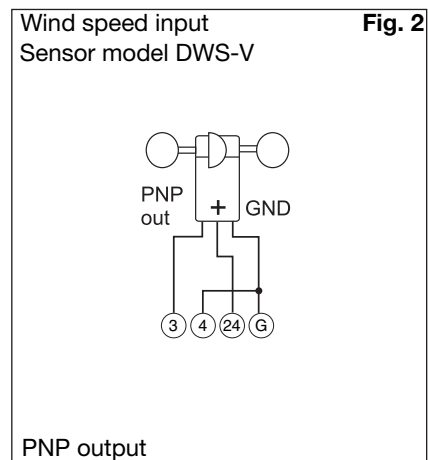 Wind speed input Fig. 2
Sensor model DWS-V
PNP
out
+ GND
3 4 24 G
PNP output